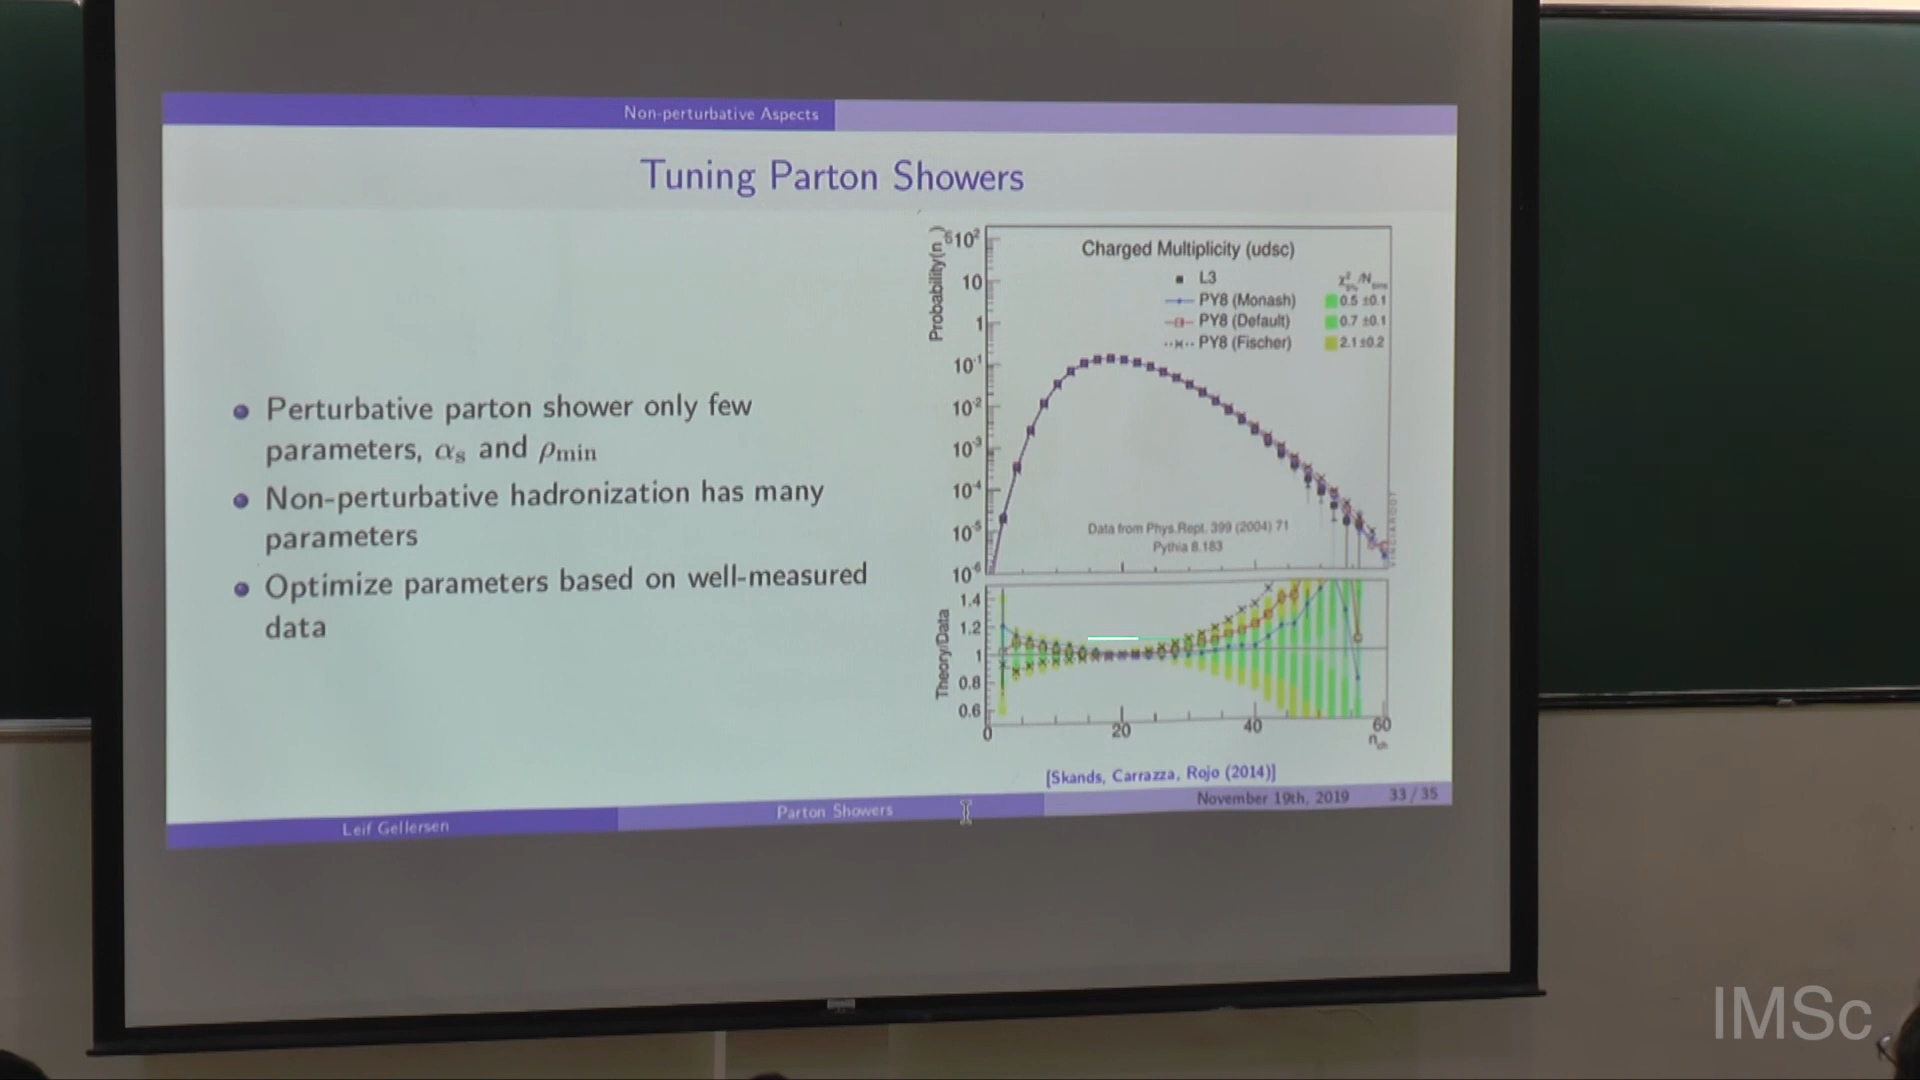 Non-perturbative Aspects
Tuning Parton Showers
Perturbative parton shower only few
parameters, αs and ρmin
Non-perturbative hadronization has many
parameters
Optimize parameters based on well-measured
data
Probability(n
10²
10
1
10⁻¹
10⁻²
10⁻³
10⁻⁴
10⁻⁵
10⁻⁶
Charged Multiplicity (udsc)
L3
PY8 (Monash) 0.5 ±0.1
PY8 (Default) 0.7 ±0.1
PY8 (Fischer) 2.1 ±0.2
Data from Phys.Rept. 399 (2004) 71
Pythia 8.183
VINCIAROOT
Theory/Data
1.4
1.2
1
0.8
0.6
0 20 40 60
n_ch
[Skands, Carrazza, Rojo (2014)]
Leif Gellersen Parton Showers November 19th, 2019 33 / 35
IMSc